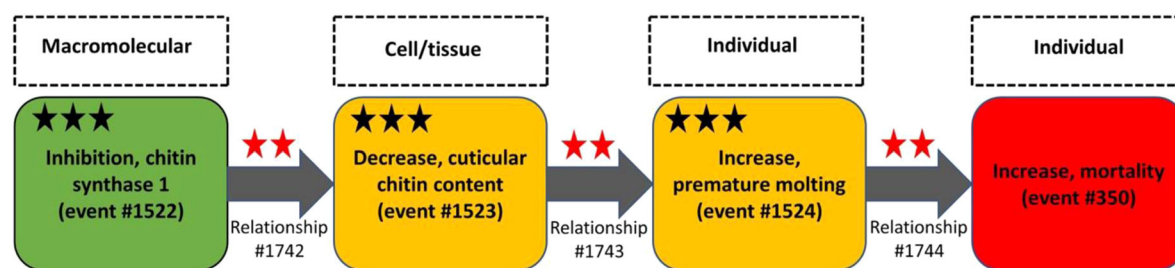 Macromolecular
Cell/tissue
Individual
Individual
Inhibition, chitin
synthase 1
(event #1522)
Relationship
#1742
Decrease, cuticular
chitin content
(event #1523)
Relationship
#1743
Increase,
premature molting
(event #1524)
Relationship
#1744
Increase, mortality
(event #350)